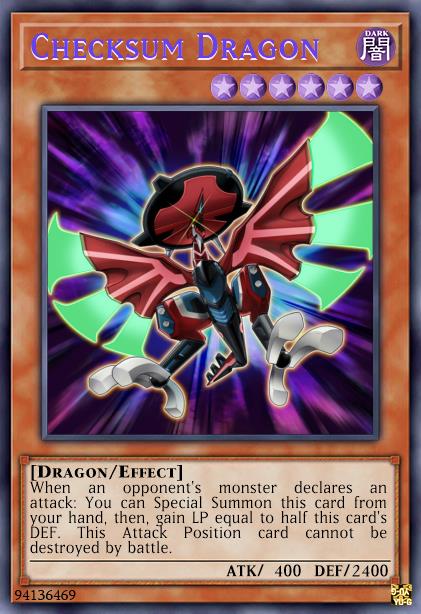 Checksum Dragon
DARK
闇
[Dragon/Effect]
When an opponent's monster declares an
attack: You can Special Summon this card from
your hand, then, gain LP equal to half this card's
DEF. This Attack Position card cannot be
destroyed by battle.
ATK/ 400 DEF/2400
94136469